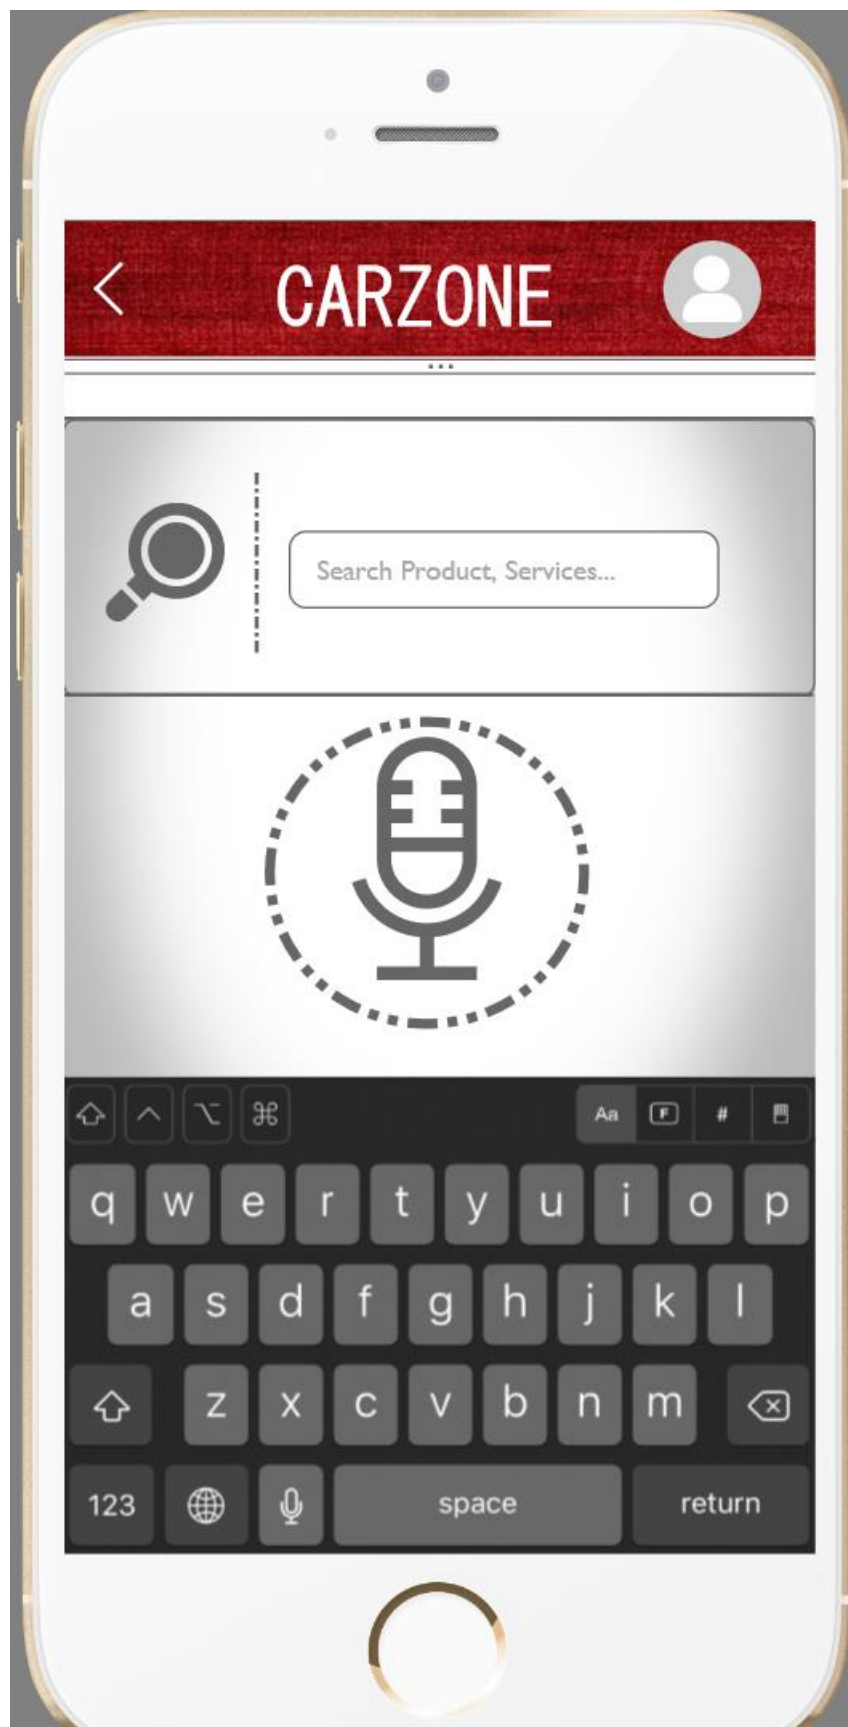 CARZONE
...
Search Product, Services...
Aa F #
q w e r t y u i o p
a s d f g h j k l
z x c v b n m
123 space return